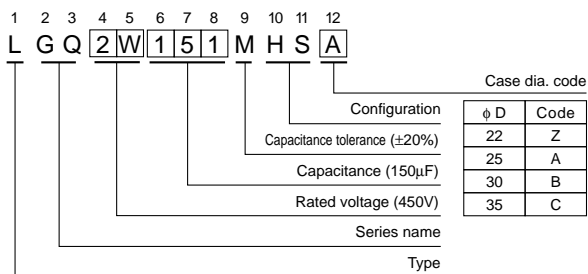 1 2 3 4 5 6 7 8 9 10 11 12
L G Q 2 W 1 5 1 M H S A
Case dia. code
Configuration
Capacitance tolerance (±20%)
Capacitance (150µF)
Rated voltage (450V)
Series name
Type
ϕ D Code
22 Z
25 A
30 B
35 C